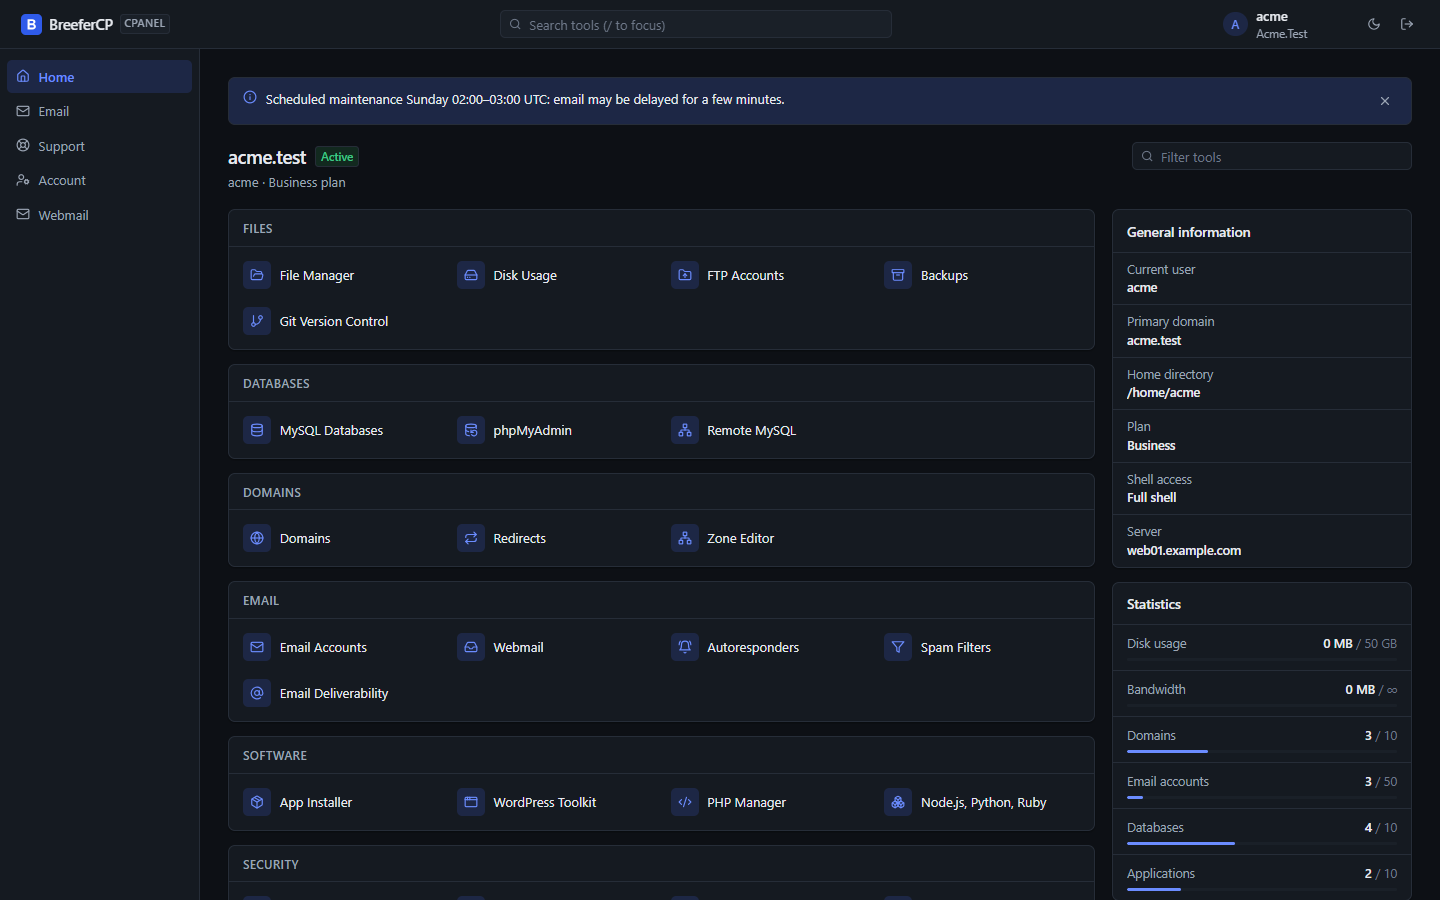 B BreeferCP CPANEL
Search tools (/ to focus)
A acme
Acme.Test
Home
Email
Support
Account
Webmail
Scheduled maintenance Sunday 02:00–03:00 UTC: email may be delayed for a few minutes.
acme.test Active
acme · Business plan
Filter tools
FILES
File Manager
Disk Usage
FTP Accounts
Backups
Git Version Control
DATABASES
MySQL Databases
phpMyAdmin
Remote MySQL
DOMAINS
Domains
Redirects
Zone Editor
EMAIL
Email Accounts
Webmail
Autoresponders
Spam Filters
Email Deliverability
SOFTWARE
App Installer
WordPress Toolkit
PHP Manager
Node.js, Python, Ruby
SECURITY
General information
Current user
acme
Primary domain
acme.test
Home directory
/home/acme
Plan
Business
Shell access
Full shell
Server
web01.example.com
Statistics
Disk usage 0 MB / 50 GB
Bandwidth 0 MB / ∞
Domains 3 / 10
Email accounts 3 / 50
Databases 4 / 10
Applications 2 / 10